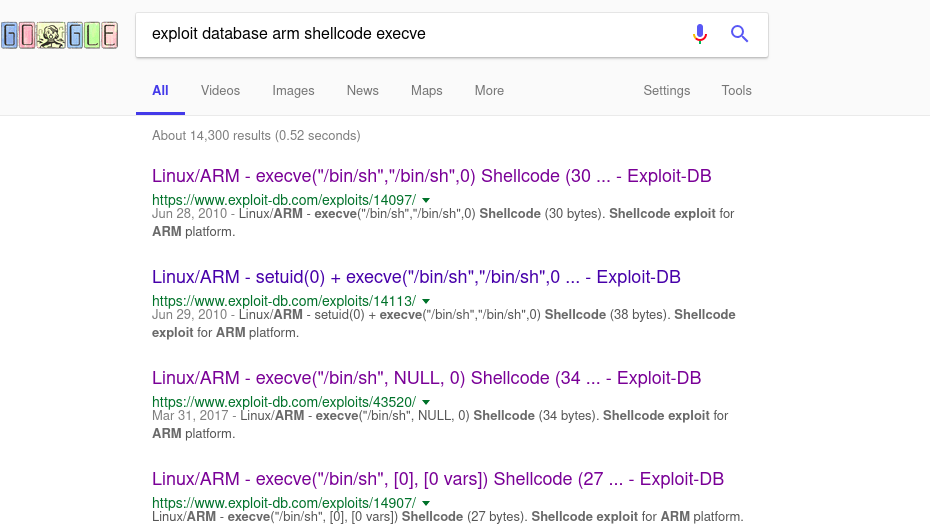 GOOGLE
exploit database arm shellcode execve
All Videos Images News Maps More Settings Tools
About 14,300 results (0.52 seconds)
Linux/ARM - execve("/bin/sh","/bin/sh",0) Shellcode (30 ... - Exploit-DB
https://www.exploit-db.com/exploits/14097/
Jun 28, 2010 - Linux/ARM - execve("/bin/sh","/bin/sh",0) Shellcode (30 bytes). Shellcode exploit for
ARM platform.
Linux/ARM - setuid(0) + execve("/bin/sh","/bin/sh",0 ... - Exploit-DB
https://www.exploit-db.com/exploits/14113/
Jun 29, 2010 - Linux/ARM - setuid(0) + execve("/bin/sh","/bin/sh",0) Shellcode (38 bytes). Shellcode
exploit for ARM platform.
Linux/ARM - execve("/bin/sh", NULL, 0) Shellcode (34 ... - Exploit-DB
https://www.exploit-db.com/exploits/43520/
Mar 31, 2017 - Linux/ARM - execve("/bin/sh", NULL, 0) Shellcode (34 bytes). Shellcode exploit for
ARM platform.
Linux/ARM - execve("/bin/sh", [0], [0 vars]) Shellcode (27 ... - Exploit-DB
https://www.exploit-db.com/exploits/14907/
Linux/ARM - execve("/bin/sh", [0], [0 vars]) Shellcode (27 bytes). Shellcode exploit for ARM platform.